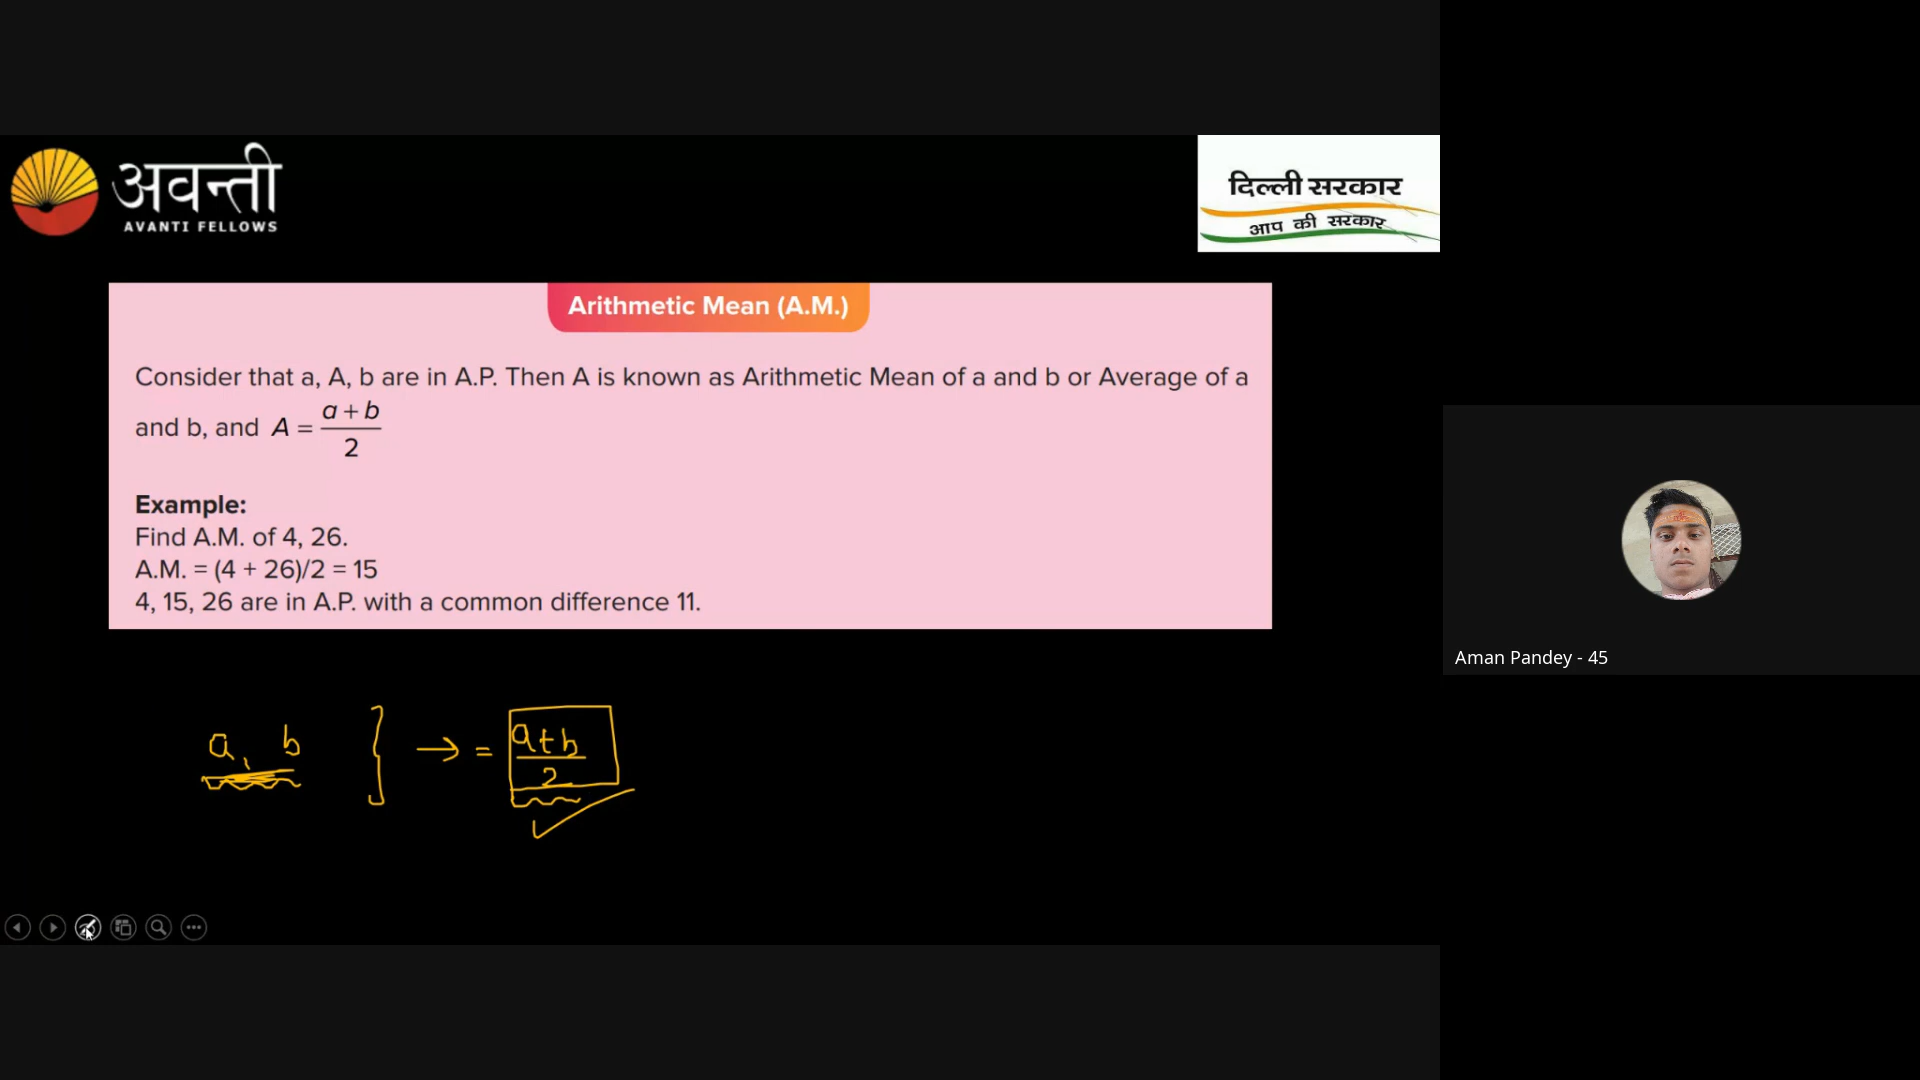 अवन्ती
AVANTI FELLOWS
दिल्ली सरकार
आप की सरकार
Arithmetic Mean (A.M.)
Consider that a, A, b are in A.P. Then A is known as Arithmetic Mean of a and b or Average of a
and b, and A = (a + b)/2
Example:
Find A.M. of 4, 26.
A.M. = (4 + 26)/2 = 15
4, 15, 26 are in A.P. with a common difference 11.
a, b } → = (a+b)/2
Aman Pandey - 45